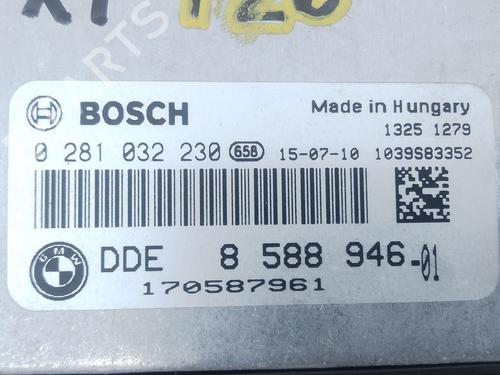 BOSCH
Made in Hungary
1325 1279
0 281 032 230 658 15-07-10 1039S83352
BMW
DDE 8 588 946-01
170587961